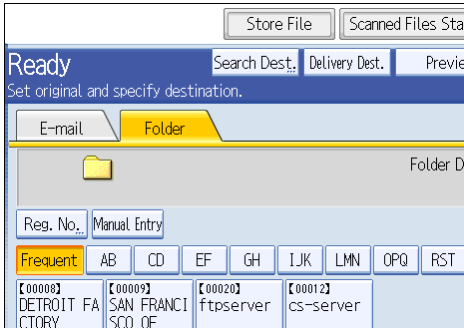 Store File Scanned Files Sta
Ready Search Dest. Delivery Dest. Previe
Set original and specify destination.
E-mail Folder
Folder D
Reg. No. Manual Entry
Frequent AB CD EF GH IJK LMN OPQ RST
【00008】 【00009】 【00020】 【00012】
DETROIT FA SAN FRANCI ftpserver cs-server
CTORY SCO OF